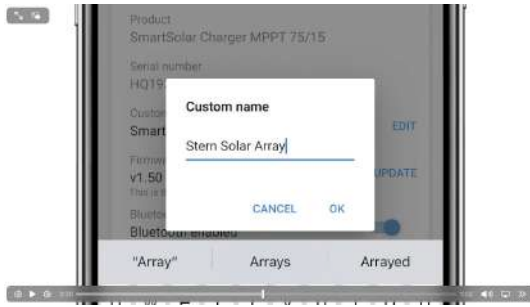 Product
SmartSolar Charger MPPT 75/15
Serial number
HQ19
Custom name
Smart
EDIT
Stern Solar Array
v1.50
UPDATE
CANCEL
OK
Bluetooth enabled
"Array"
Arrays
Arrayed